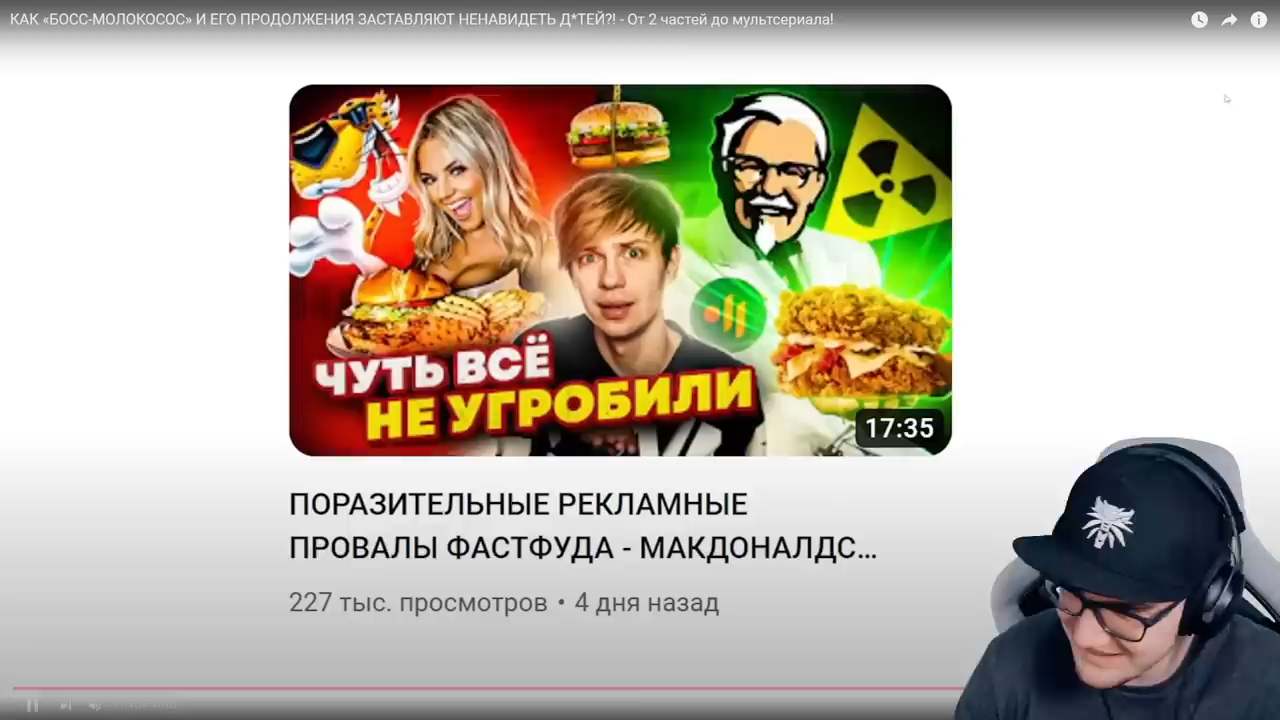 КАК «БОСС-МОЛОКОСОС» И ЕГО ПРОДОЛЖЕНИЯ ЗАСТАВЛЯЮТ НЕНАВИДЕТЬ Д*ТЕЙ?! - От 2 частей до мультсериала!
ЧУТЬ ВСЁ
НЕ УГРОБИЛИ
17:35
ПОРАЗИТЕЛЬНЫЕ РЕКЛАМНЫЕ
ПРОВАЛЫ ФАСТФУДА - МАКДОНАЛДС...
227 тыс. просмотров • 4 дня назад